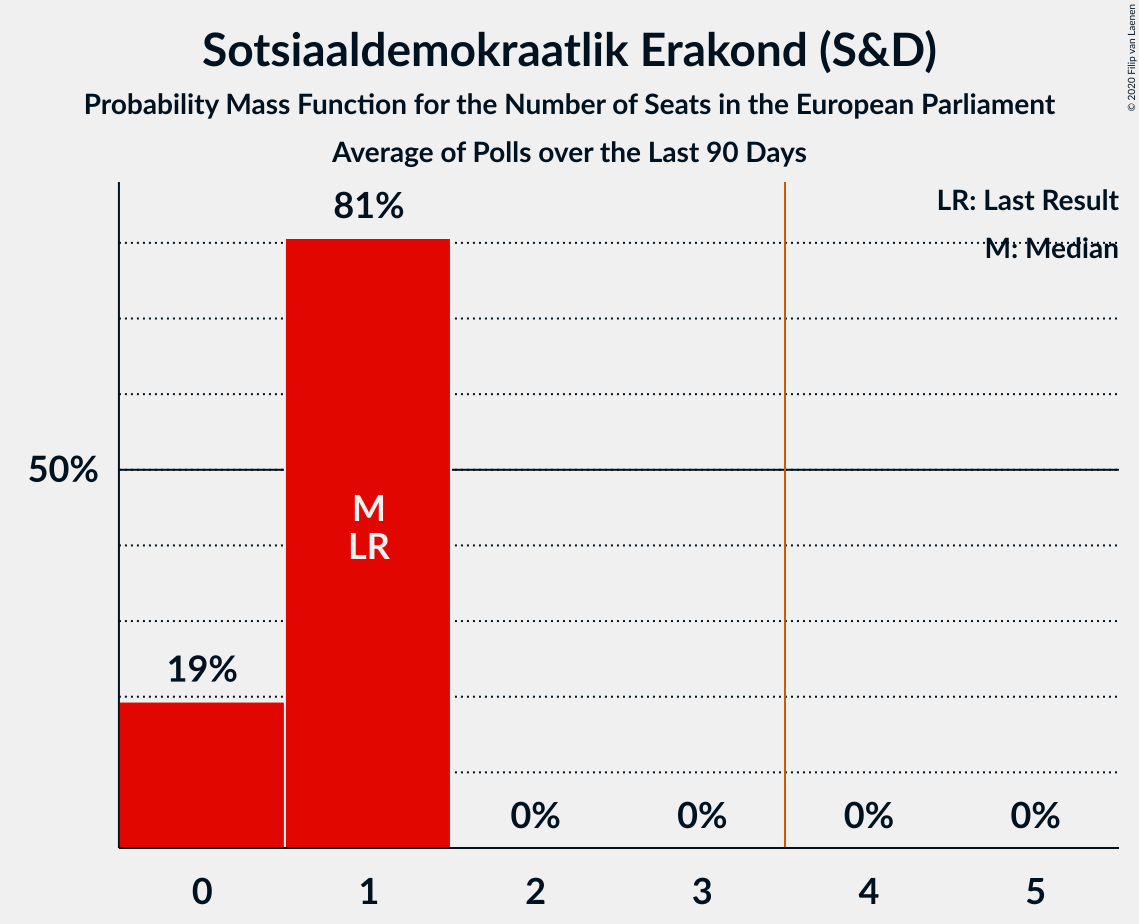 Sotsiaaldemokraatlik Erakond (S&D)
Probability Mass Function for the Number of Seats in the European Parliament
Average of Polls over the Last 90 Days
© 2020 Filip van Laenen
LR: Last Result
M: Median
81%
50%
M
LR
19%
0%
0%
0%
0%
0
1
2
3
4
5